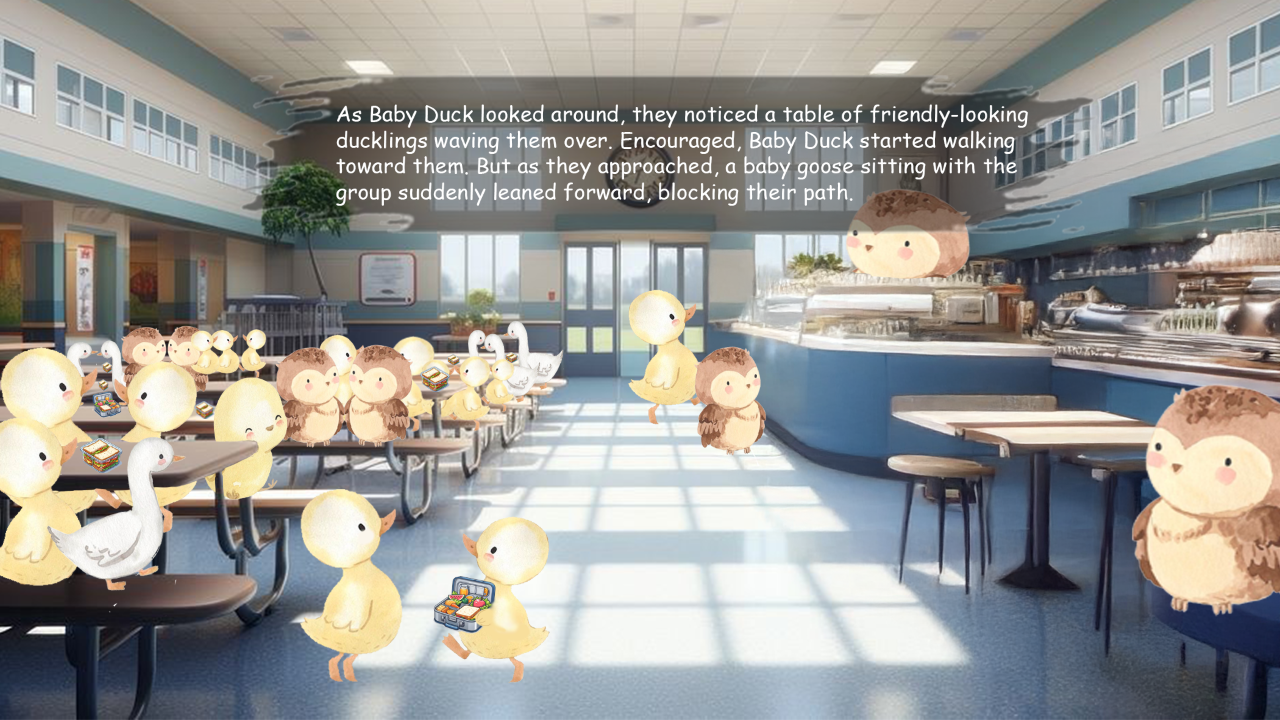 As Baby Duck looked around, they noticed a table of friendly-looking
ducklings waving them over. Encouraged, Baby Duck started walking
toward them. But as they approached, a baby goose sitting with the
group suddenly leaned forward, blocking their path.